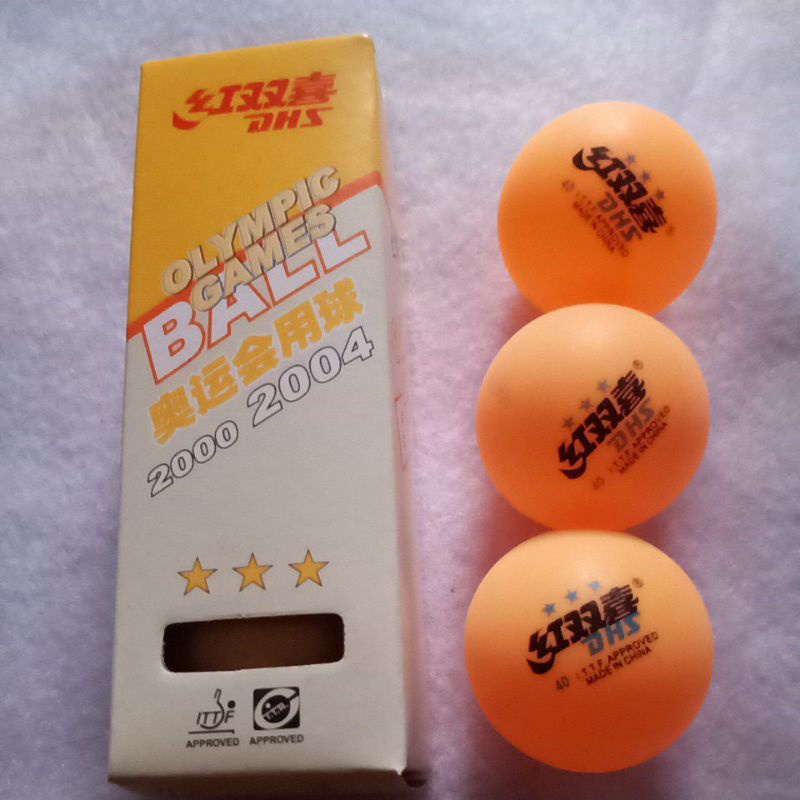 红双喜
DHS
OLYMPIC
GAMES
BALL
奥运会用球
2000 2004
ITTF
APPROVED
APPROVED
红双喜®
DHS
40 I.T.T.F. APPROVED
MADE IN CHINA
红双喜®
DHS
40 I.T.T.F. APPROVED
MADE IN CHINA
红双喜®
DHS
40 I.T.T.F. APPROVED
MADE IN CHINA